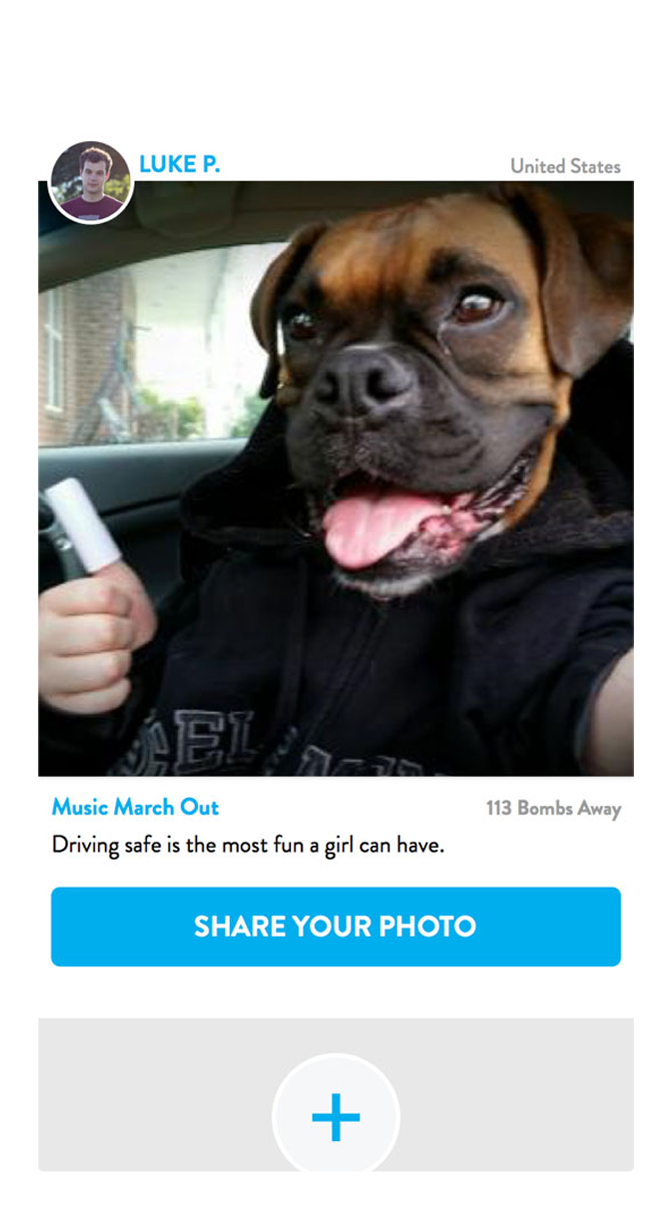 LUKE P.
United States
Music March Out
113 Bombs Away
Driving safe is the most fun a girl can have.
SHARE YOUR PHOTO